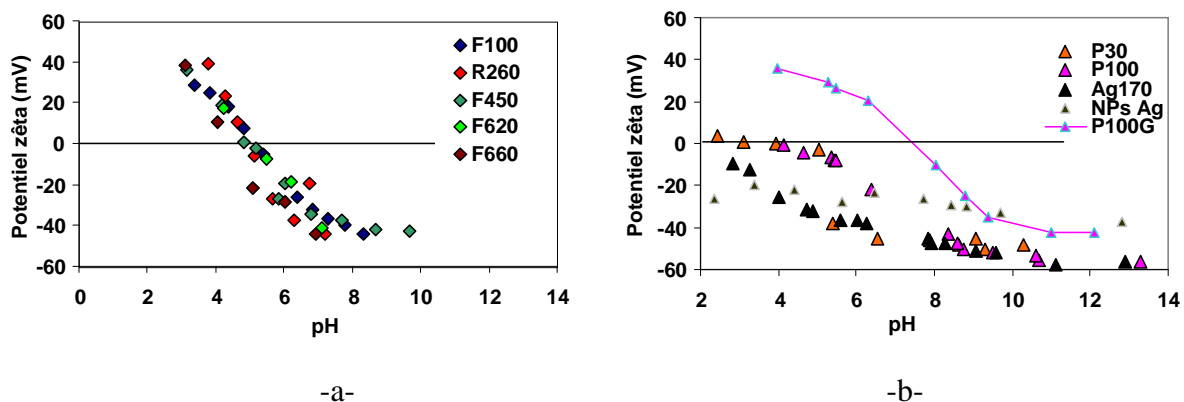 Potentiel zêta (mV)
60
40
20
0
-20
-40
-60
0 2 4 6 8 10 12 14
pH
F100
R260
F450
F620
F660
-a-
Potentiel zêta (mV)
60
40
20
0
-20
-40
-60
2 4 6 8 10 12 14
pH
P30
P100
Ag170
NPs Ag
P100G
-b-